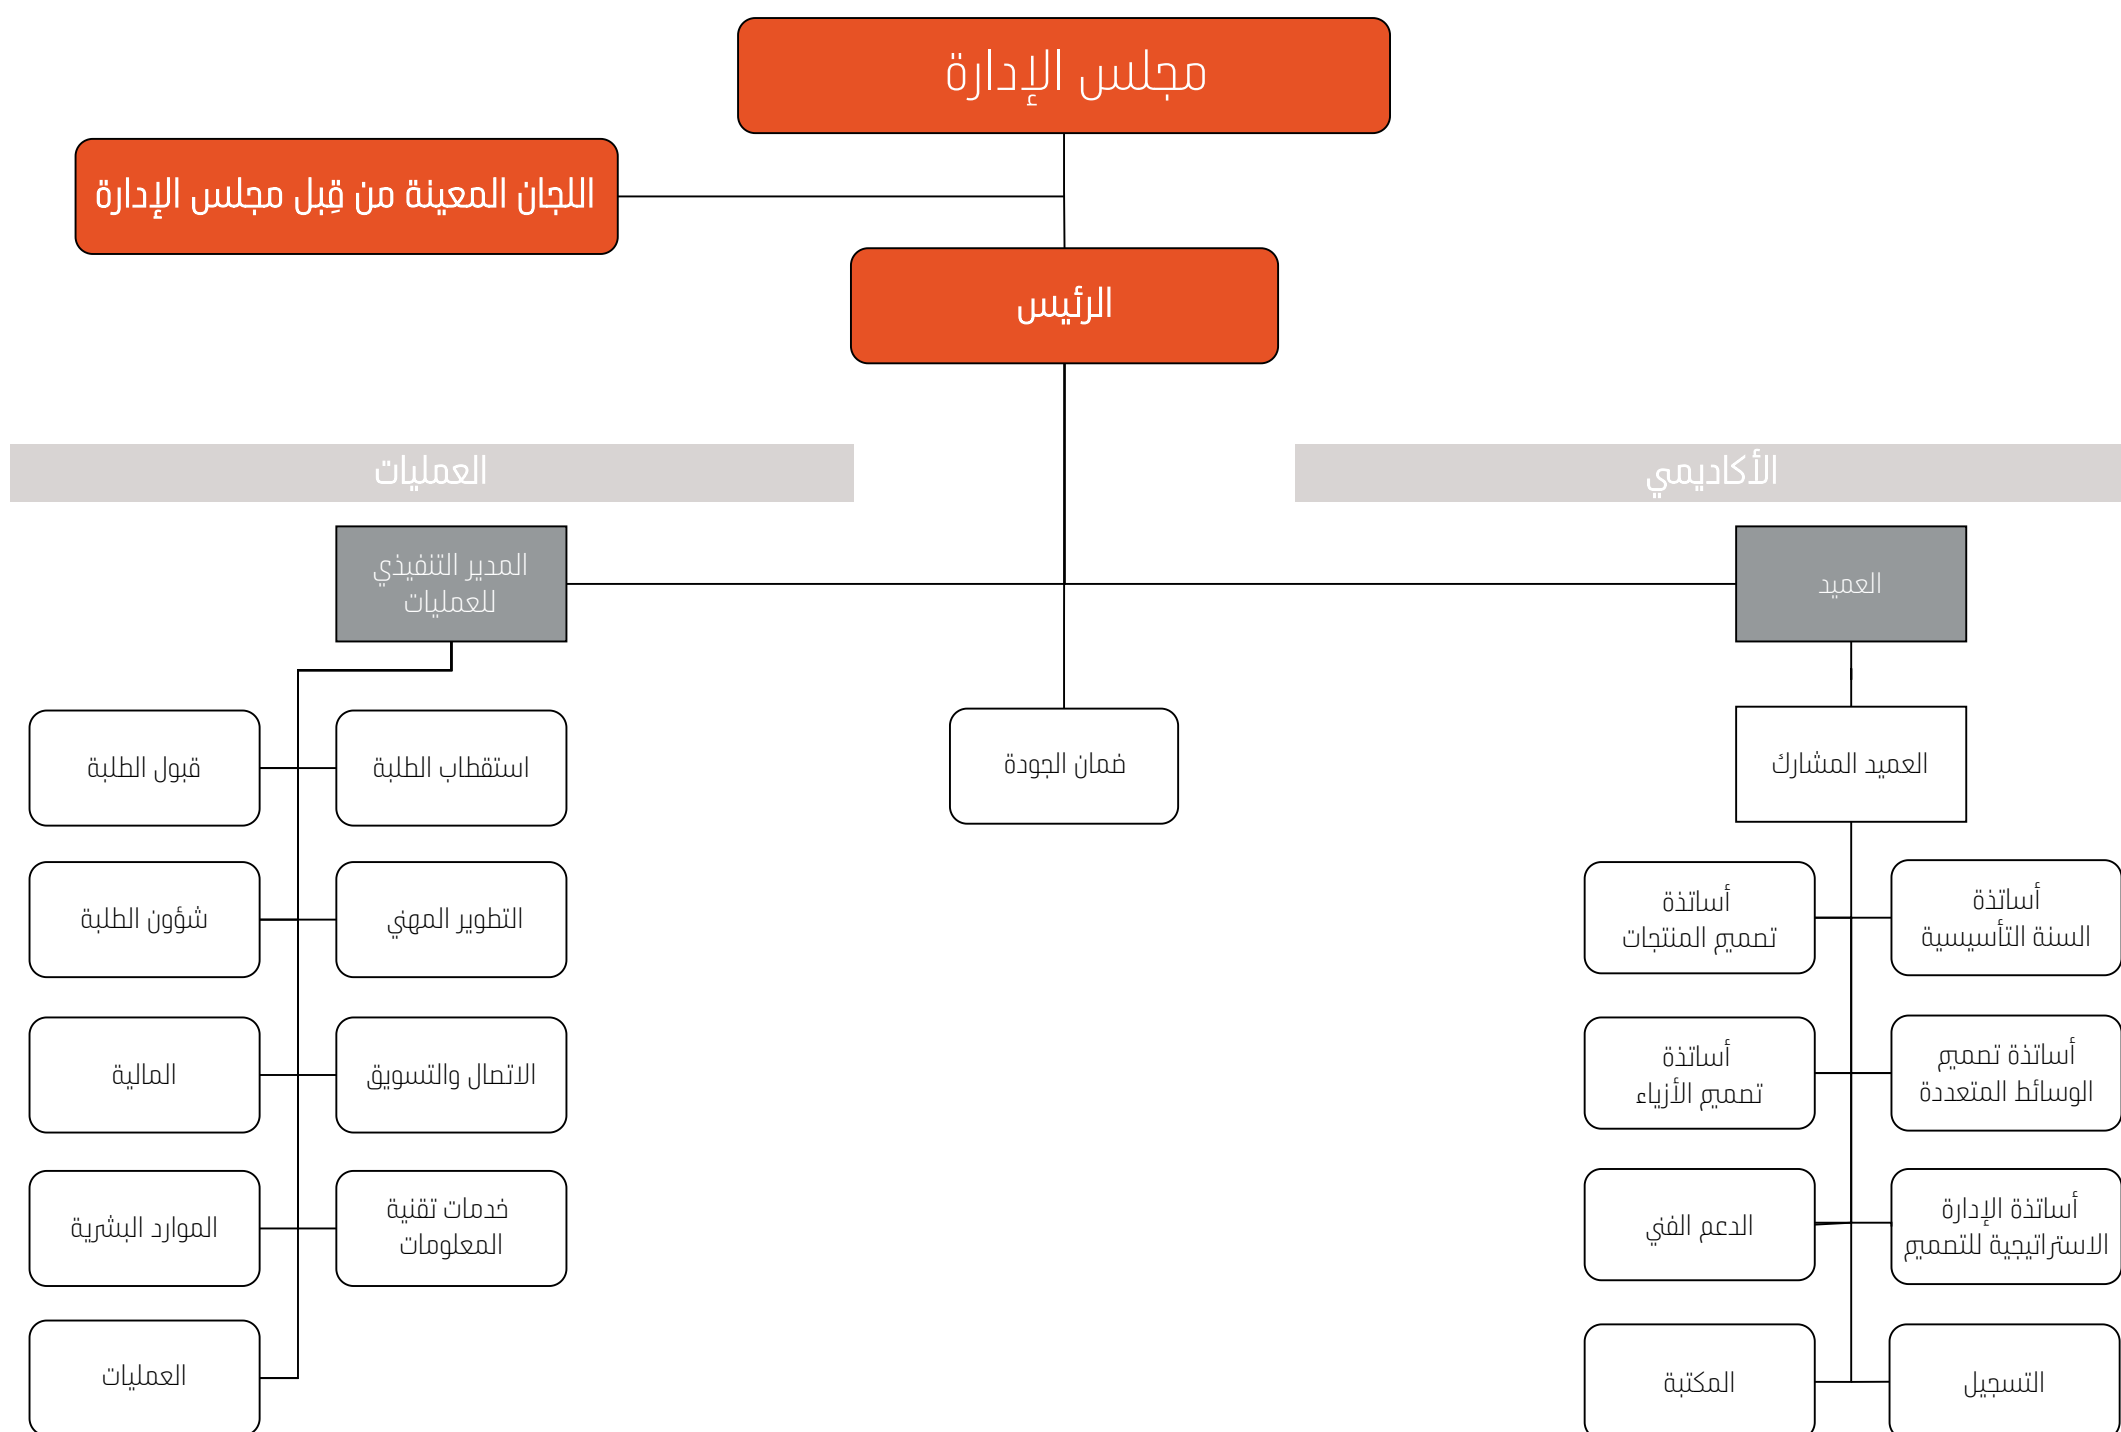 مجلس الإدارة
اللجان المعينة من قِبل مجلس الإدارة
الرئيس
الأكاديمي
العمليات
العميد
المدير التنفيذي
للعمليات
العميد المشارك
ضمان الجودة
استقطاب الطلبة
قبول الطلبة
أساتذة
السنة التأسيسية
أساتذة
تصميم المنتجات
التطوير المهني
شؤون الطلبة
أساتذة تصميم
الوسائط المتعددة
أساتذة
تصميم الأزياء
الاتصال والتسويق
المالية
أساتذة الإدارة
الاستراتيجية للتصميم
الدعم الفني
خدمات تقنية
المعلومات
الموارد البشرية
التسجيل
المكتبة
العمليات